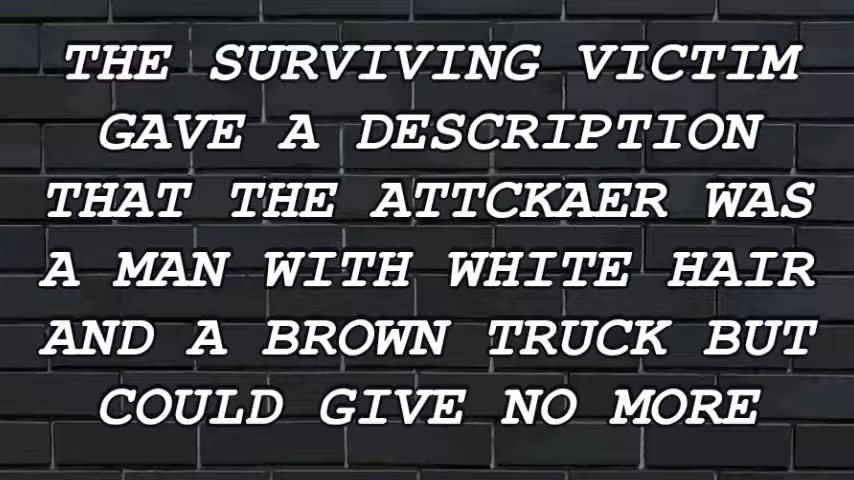 THE SURVIVING VICTIM
GAVE A DESCRIPTION
THAT THE ATTCKAER WAS
A MAN WITH WHITE HAIR
AND A BROWN TRUCK BUT
COULD GIVE NO MORE